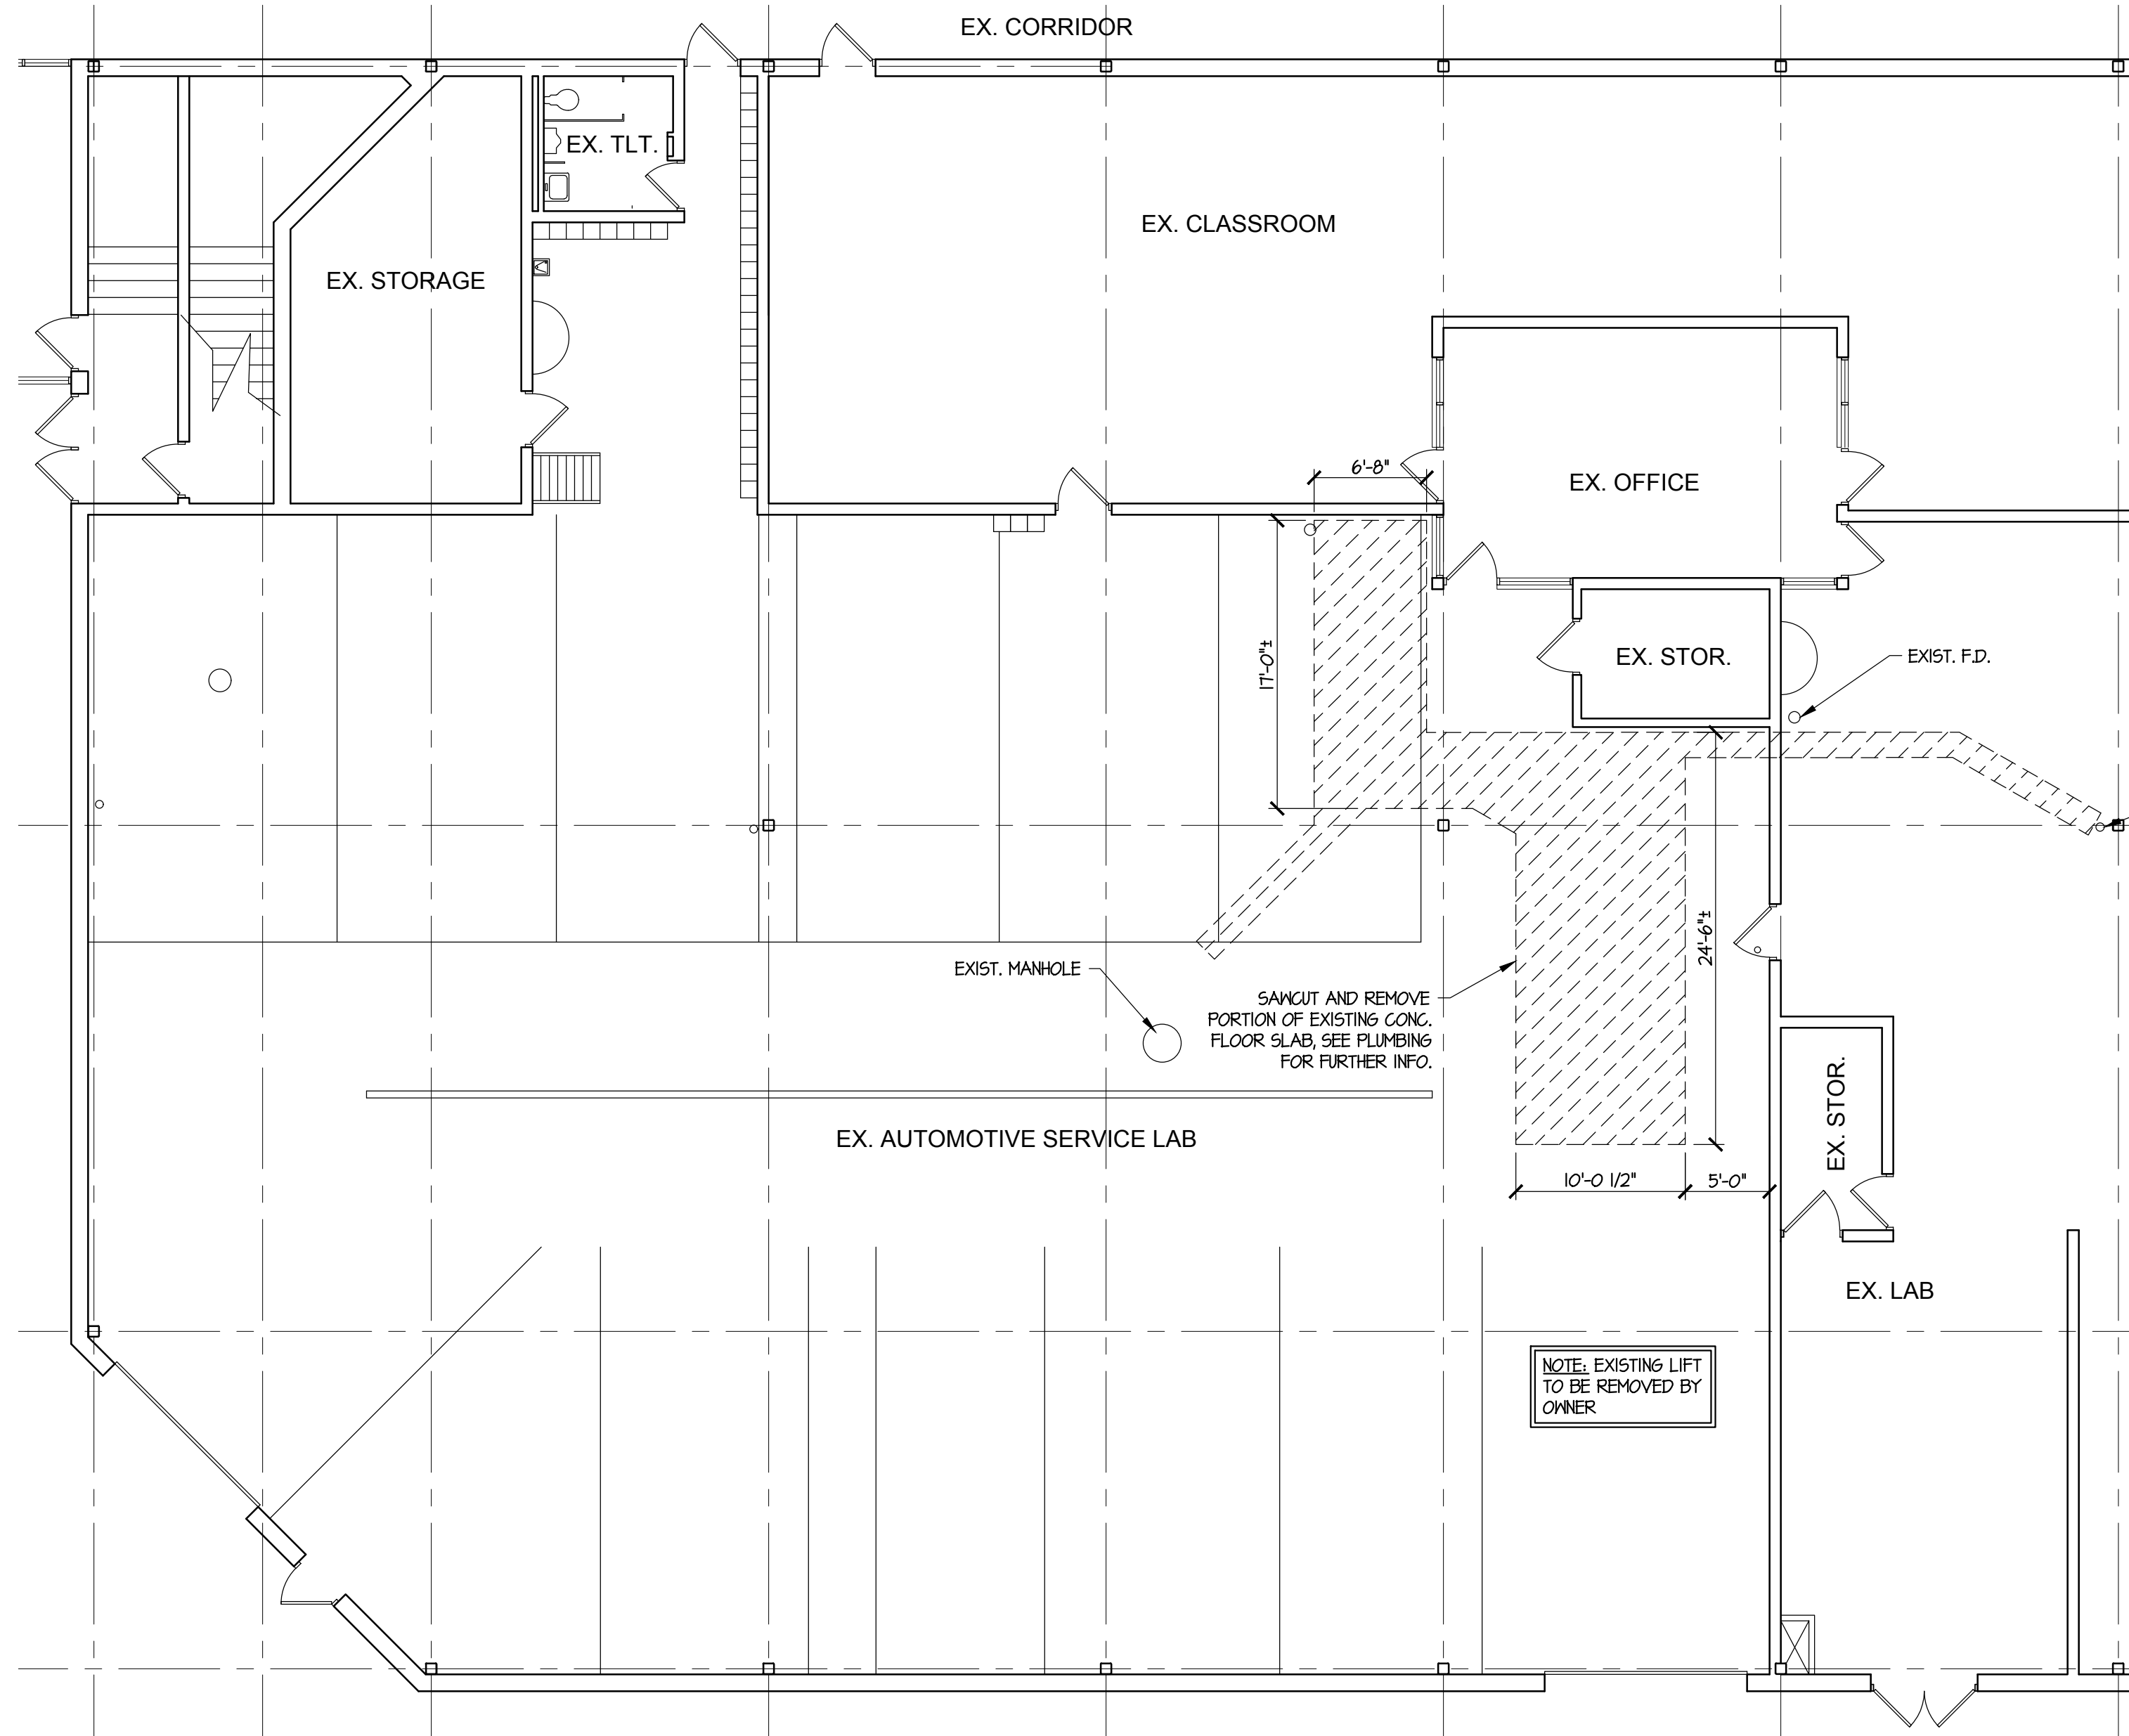 EX. CORRIDOR
EX. TLT.
EX. CLASSROOM
EX. STORAGE
6'-8"
EX. OFFICE
17'-0"±
EX. STOR.
EXIST. F.D.
24'-6"±
EXIST. MANHOLE
SAWCUT AND REMOVE
PORTION OF EXISTING CONC.
FLOOR SLAB, SEE PLUMBING
FOR FURTHER INFO.
EX. STOR.
EX. AUTOMOTIVE SERVICE LAB
10'-0 1/2"
5'-0"
EX. LAB
NOTE: EXISTING LIFT
TO BE REMOVED BY
OWNER